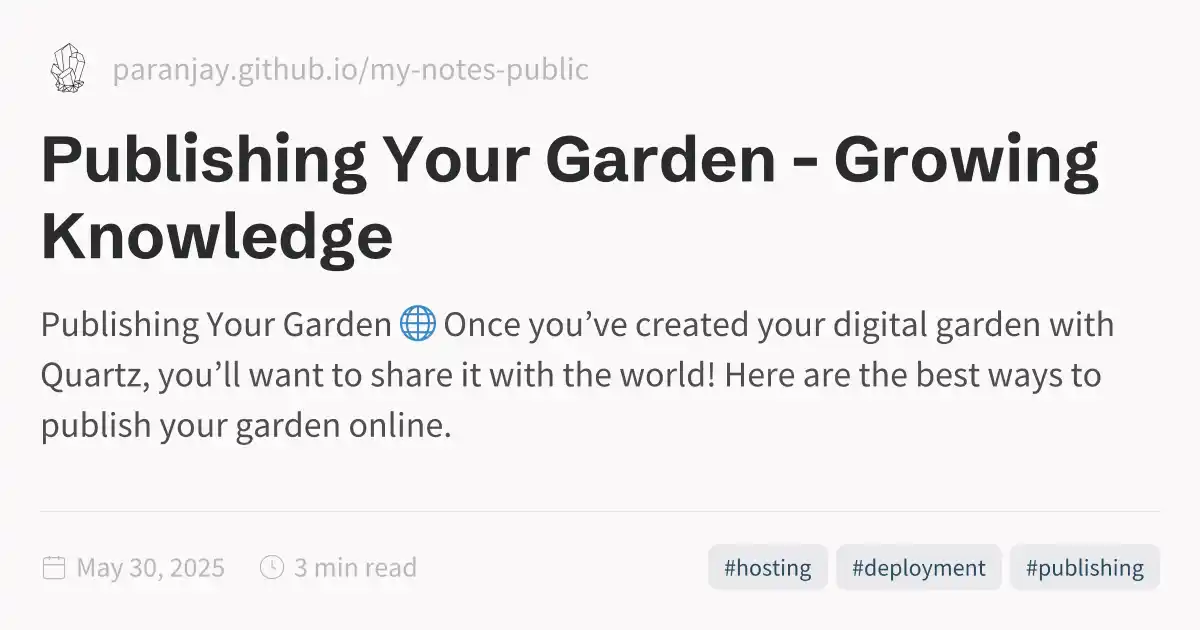 paranjay.github.io/my-notes-public
Publishing Your Garden - Growing
Knowledge
Publishing Your Garden 🌐 Once you’ve created your digital garden with
Quartz, you’ll want to share it with the world! Here are the best ways to
publish your garden online.
May 30, 2025 3 min read #hosting #deployment #publishing